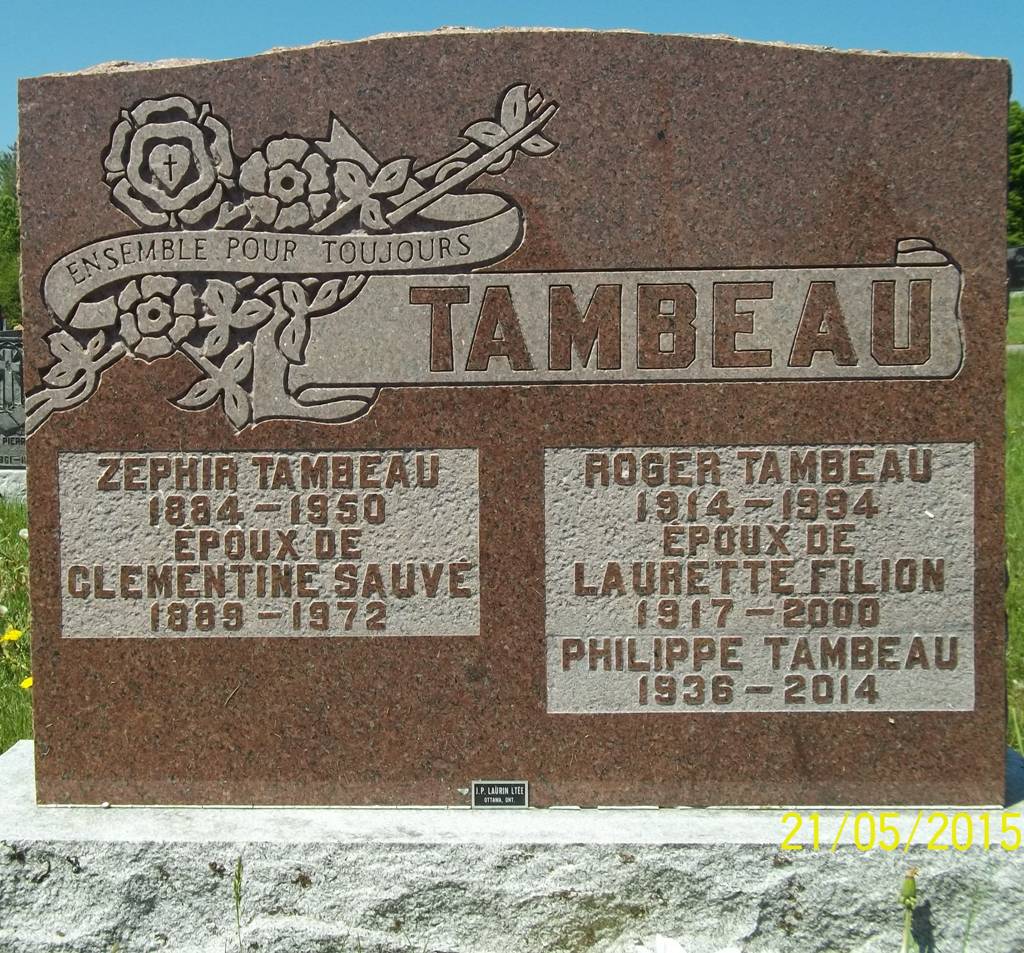 ENSEMBLE POUR TOUJOURS
TAMBEAU
ZEPHIR TAMBEAU
1884 – 1950
ÉPOUX DE
CLEMENTINE SAUVÉ
1889 – 1972
ROGER TAMBEAU
1914 – 1994
ÉPOUX DE
LAURETTE FILION
1917 – 2000
PHILIPPE TAMBEAU
1936 – 2014
J.P. LAURIN LTÉE
OTTAWA, ONT.
21/05/2015